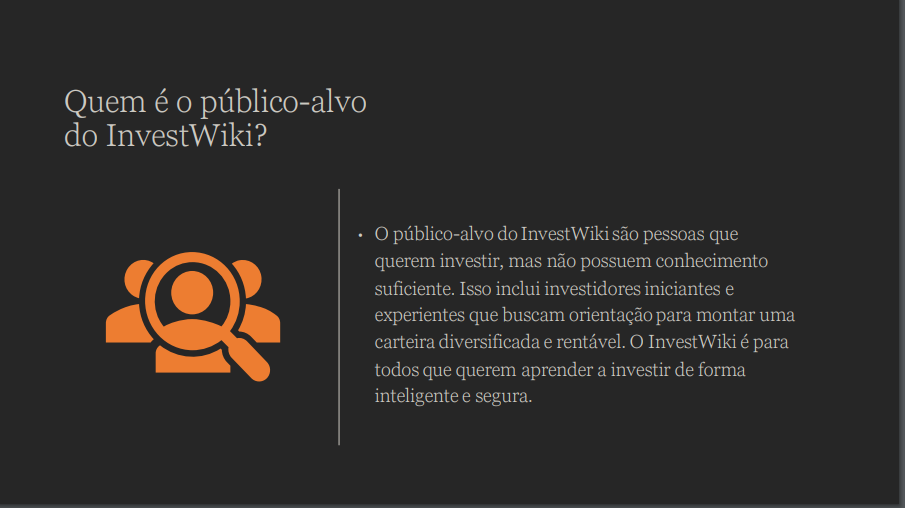 Quem é o público-alvo
do InvestWiki?
• O público-alvo do InvestWiki são pessoas que
querem investir, mas não possuem conhecimento
suficiente. Isso inclui investidores iniciantes e
experientes que buscam orientação para montar uma
carteira diversificada e rentável. O InvestWiki é para
todos que querem aprender a investir de forma
inteligente e segura.